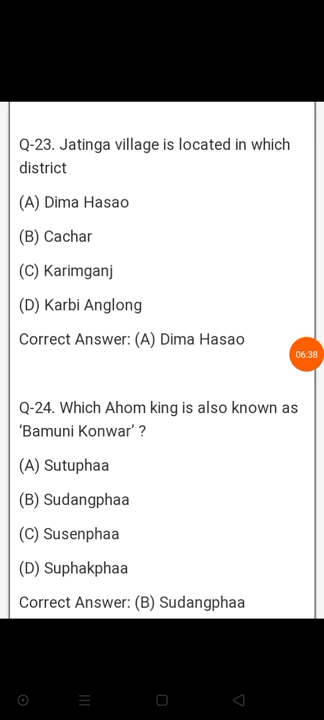 Q-23. Jatinga village is located in which
district
(A) Dima Hasao
(B) Cachar
(C) Karimganj
(D) Karbi Anglong
Correct Answer: (A) Dima Hasao
06:38
Q-24. Which Ahom king is also known as
‘Bamuni Konwar’ ?
(A) Sutuphaa
(B) Sudangphaa
(C) Susenphaa
(D) Suphakphaa
Correct Answer: (B) Sudangphaa